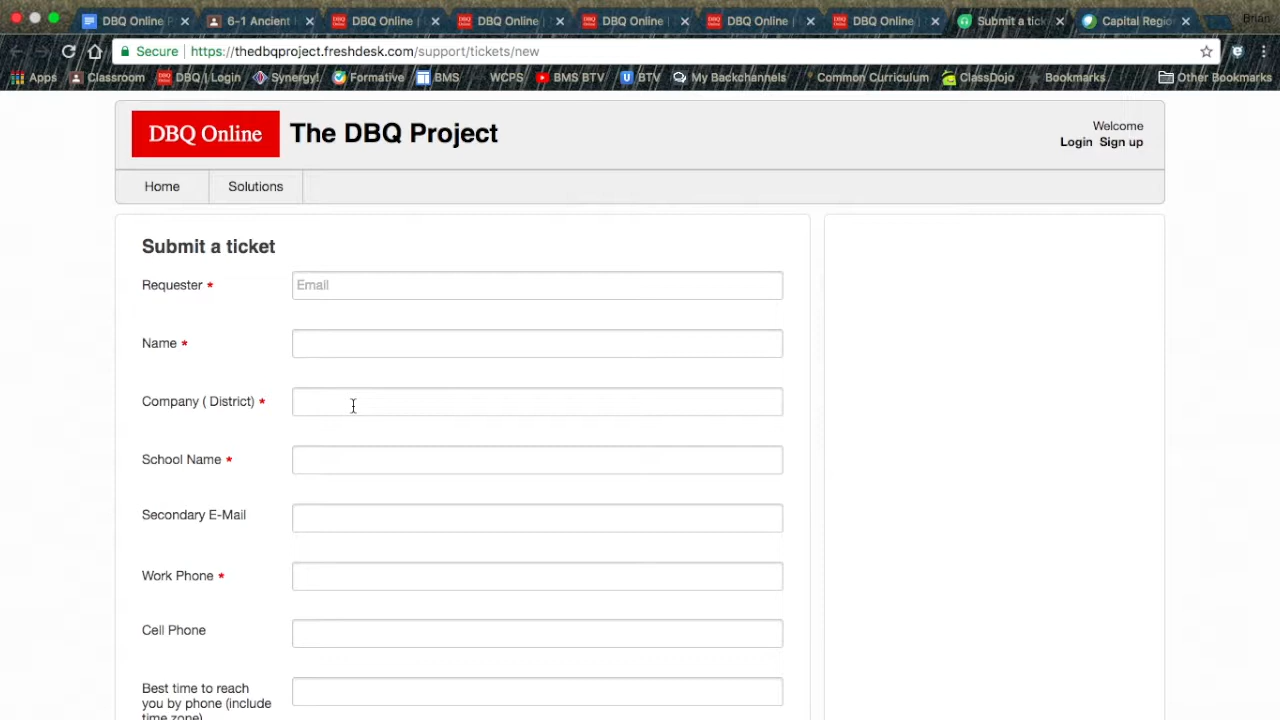 DBQ Online P
6-1 Ancient
DBQ Online
DBQ Online
DBQ Online
DBQ Online
DBQ Online
Submit a tick
Capital Regio
Brian
Secure
https://thedbqproject.freshdesk.com/support/tickets/new
Apps
Classroom
DBQ | Login
Synergy!
Formative
BMS
WCPS
BMS BTV
BTV
My Backchannels
Common Curriculum
ClassDojo
Bookmarks
Other Bookmarks
DBQ Online
The DBQ Project
Welcome
Login Sign up
Home
Solutions
Submit a ticket
Requester *
Email
Name *
Company ( District) *
School Name *
Secondary E-Mail
Work Phone *
Cell Phone
Best time to reach
you by phone (include
time zone)